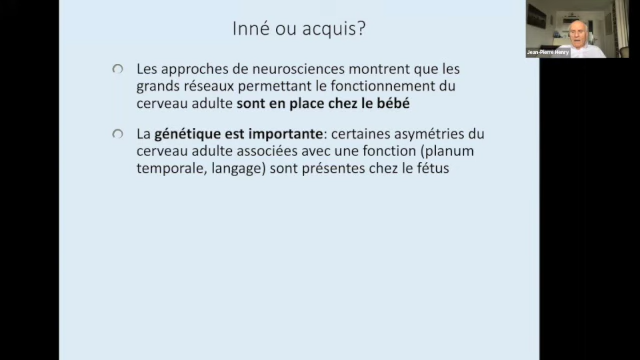 Inné ou acquis?
Les approches de neurosciences montrent que les
grands réseaux permettant le fonctionnement du
cerveau adulte sont en place chez le bébé
La génétique est importante: certaines asymétries du
cerveau adulte associées avec une fonction (planum
temporale, langage) sont présentes chez le fétus
Jean-Pierre Henry